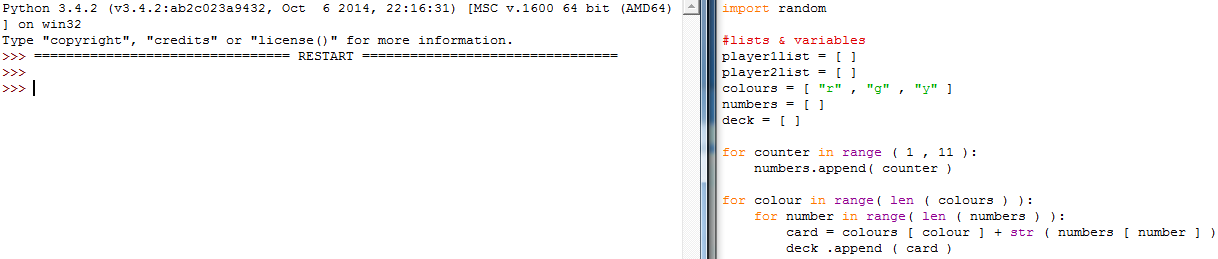 Python 3.4.2 (v3.4.2:ab2c023a9432, Oct  6 2014, 22:16:31) [MSC v.1600 64 bit (AMD64)
] on win32
Type "copyright", "credits" or "license()" for more information.
>>> ================================ RESTART ================================
>>>
>>>
import random
#lists & variables
player1list = [ ]
player2list = [ ]
colours = [ "r" , "g" , "y" ]
numbers = [ ]
deck = [ ]
for counter in range ( 1 , 11 ):
    numbers.append( counter )
for colour in range( len ( colours ) ):
    for number in range( len ( numbers ) ):
        card = colours [ colour ] + str ( numbers [ number ] )
        deck .append ( card )